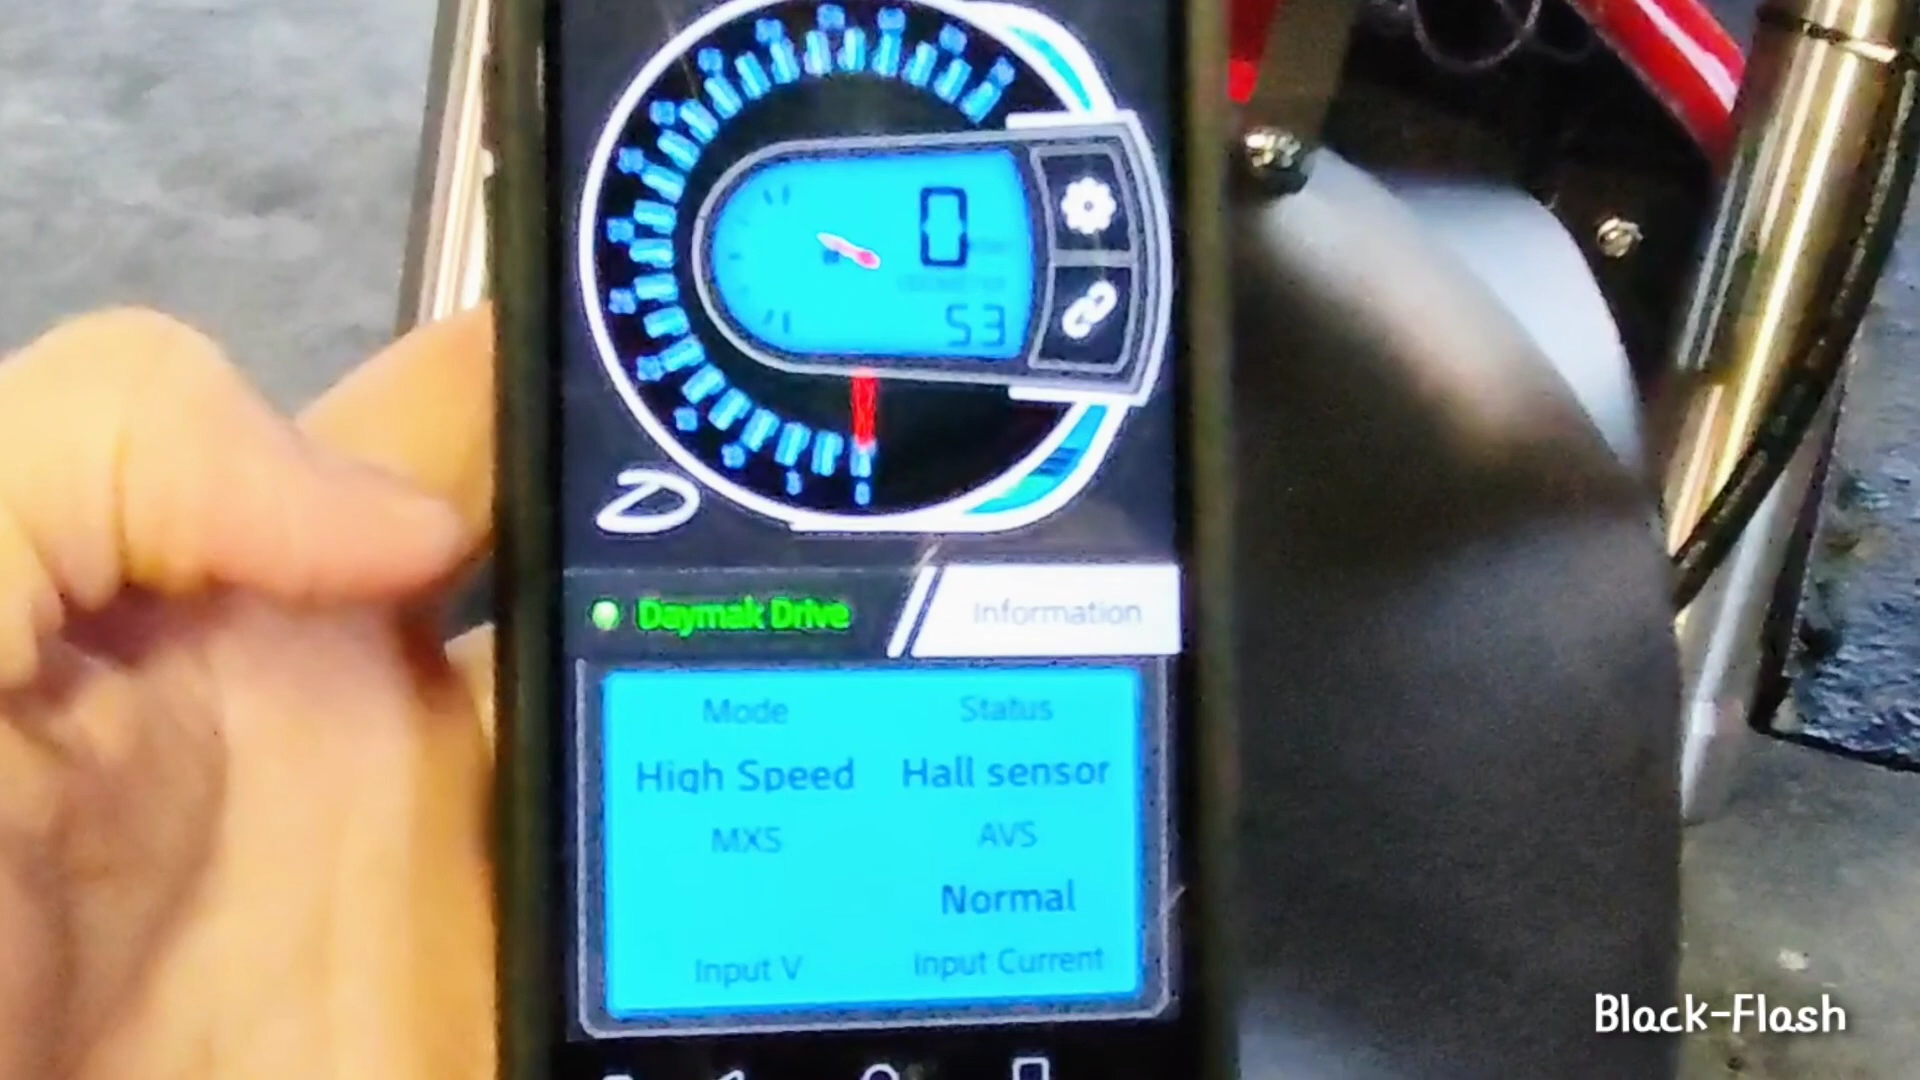 0
53
Daymak Drive
Information
Mode Status
High Speed Hall sensor
MXS AVS
Normal
Input V Input Current
Black-Flash